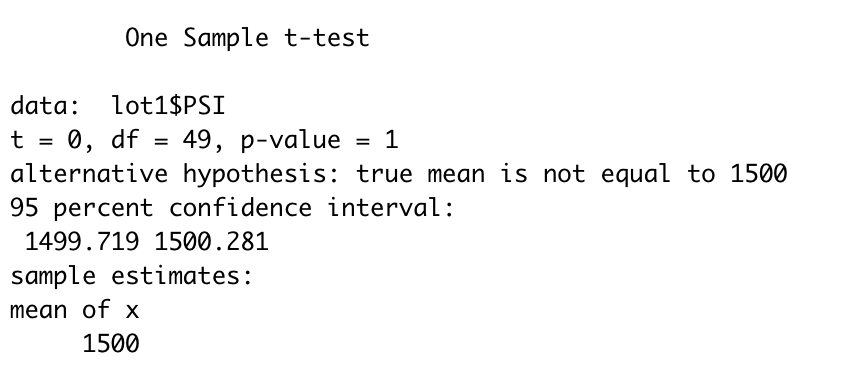 One Sample t-test
data:  lot1$PSI
t = 0, df = 49, p-value = 1
alternative hypothesis: true mean is not equal to 1500
95 percent confidence interval:
1499.719 1500.281
sample estimates:
mean of x
1500